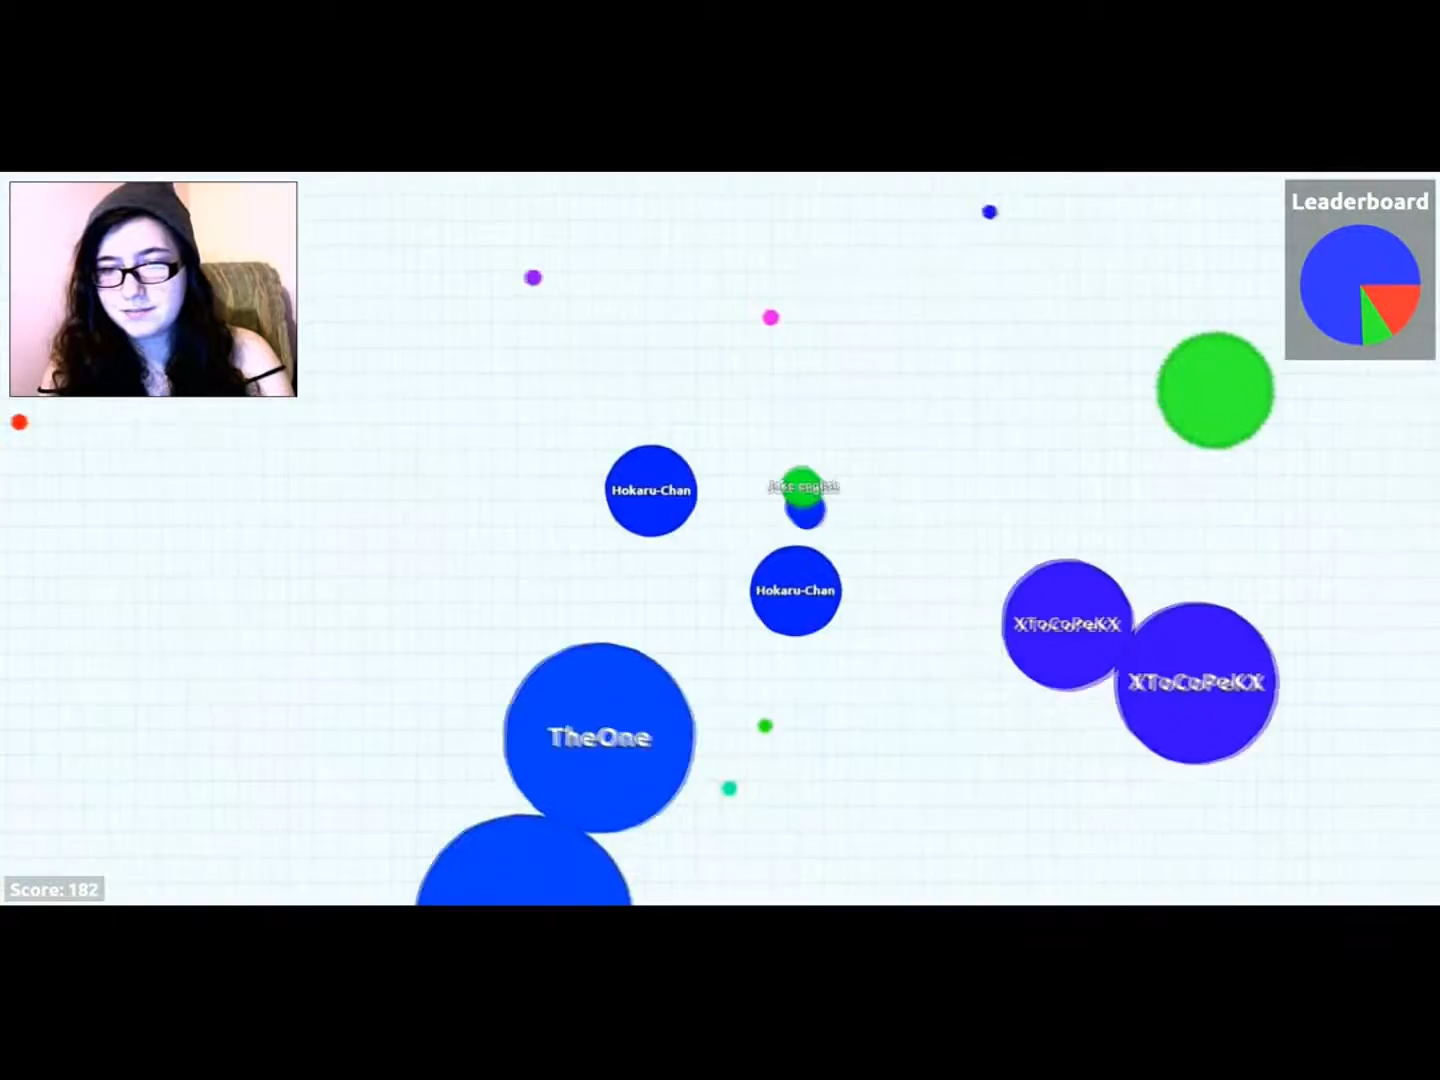 Leaderboard
Hokaru-Chan
Hokaru-Chan
XToCoPeKX
XToCoPeKX
TheOne
Score: 182